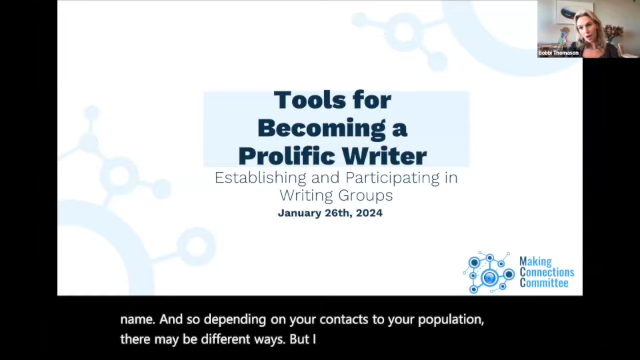 Bobbi Thomason
Tools for
Becoming a
Prolific Writer
Establishing and Participating in
Writing Groups
January 26th, 2024
Making
Connections
Committee
name. And so depending on your contacts to your population,
there may be different ways. But I